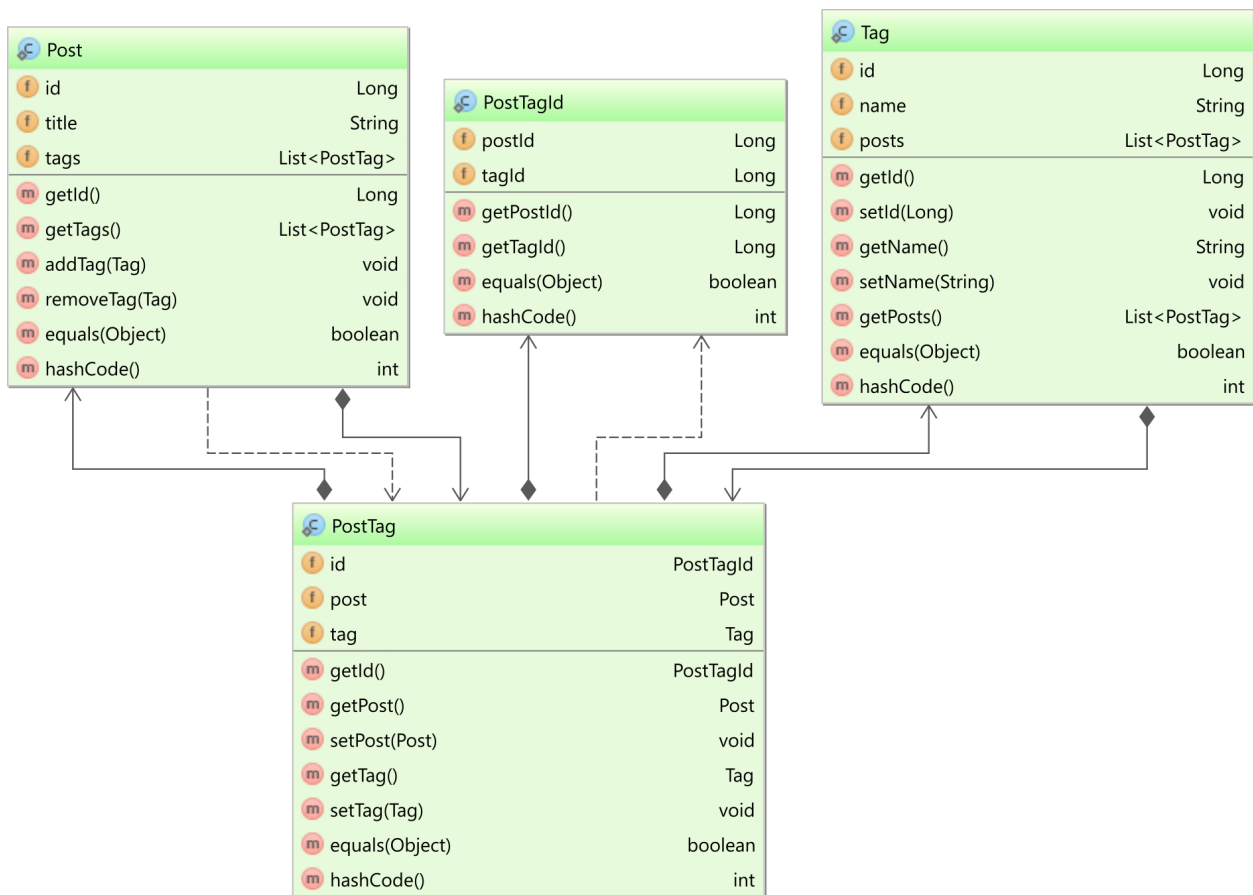 Post
id Long
title String
tags List<PostTag>
getId() Long
getTags() List<PostTag>
addTag(Tag) void
removeTag(Tag) void
equals(Object) boolean
hashCode() int
PostTagId
postId Long
tagId Long
getPostId() Long
getTagId() Long
equals(Object) boolean
hashCode() int
Tag
id Long
name String
posts List<PostTag>
getId() Long
setId(Long) void
getName() String
setName(String) void
getPosts() List<PostTag>
equals(Object) boolean
hashCode() int
PostTag
id PostTagId
post Post
tag Tag
getId() PostTagId
getPost() Post
setPost(Post) void
getTag() Tag
setTag(Tag) void
equals(Object) boolean
hashCode() int